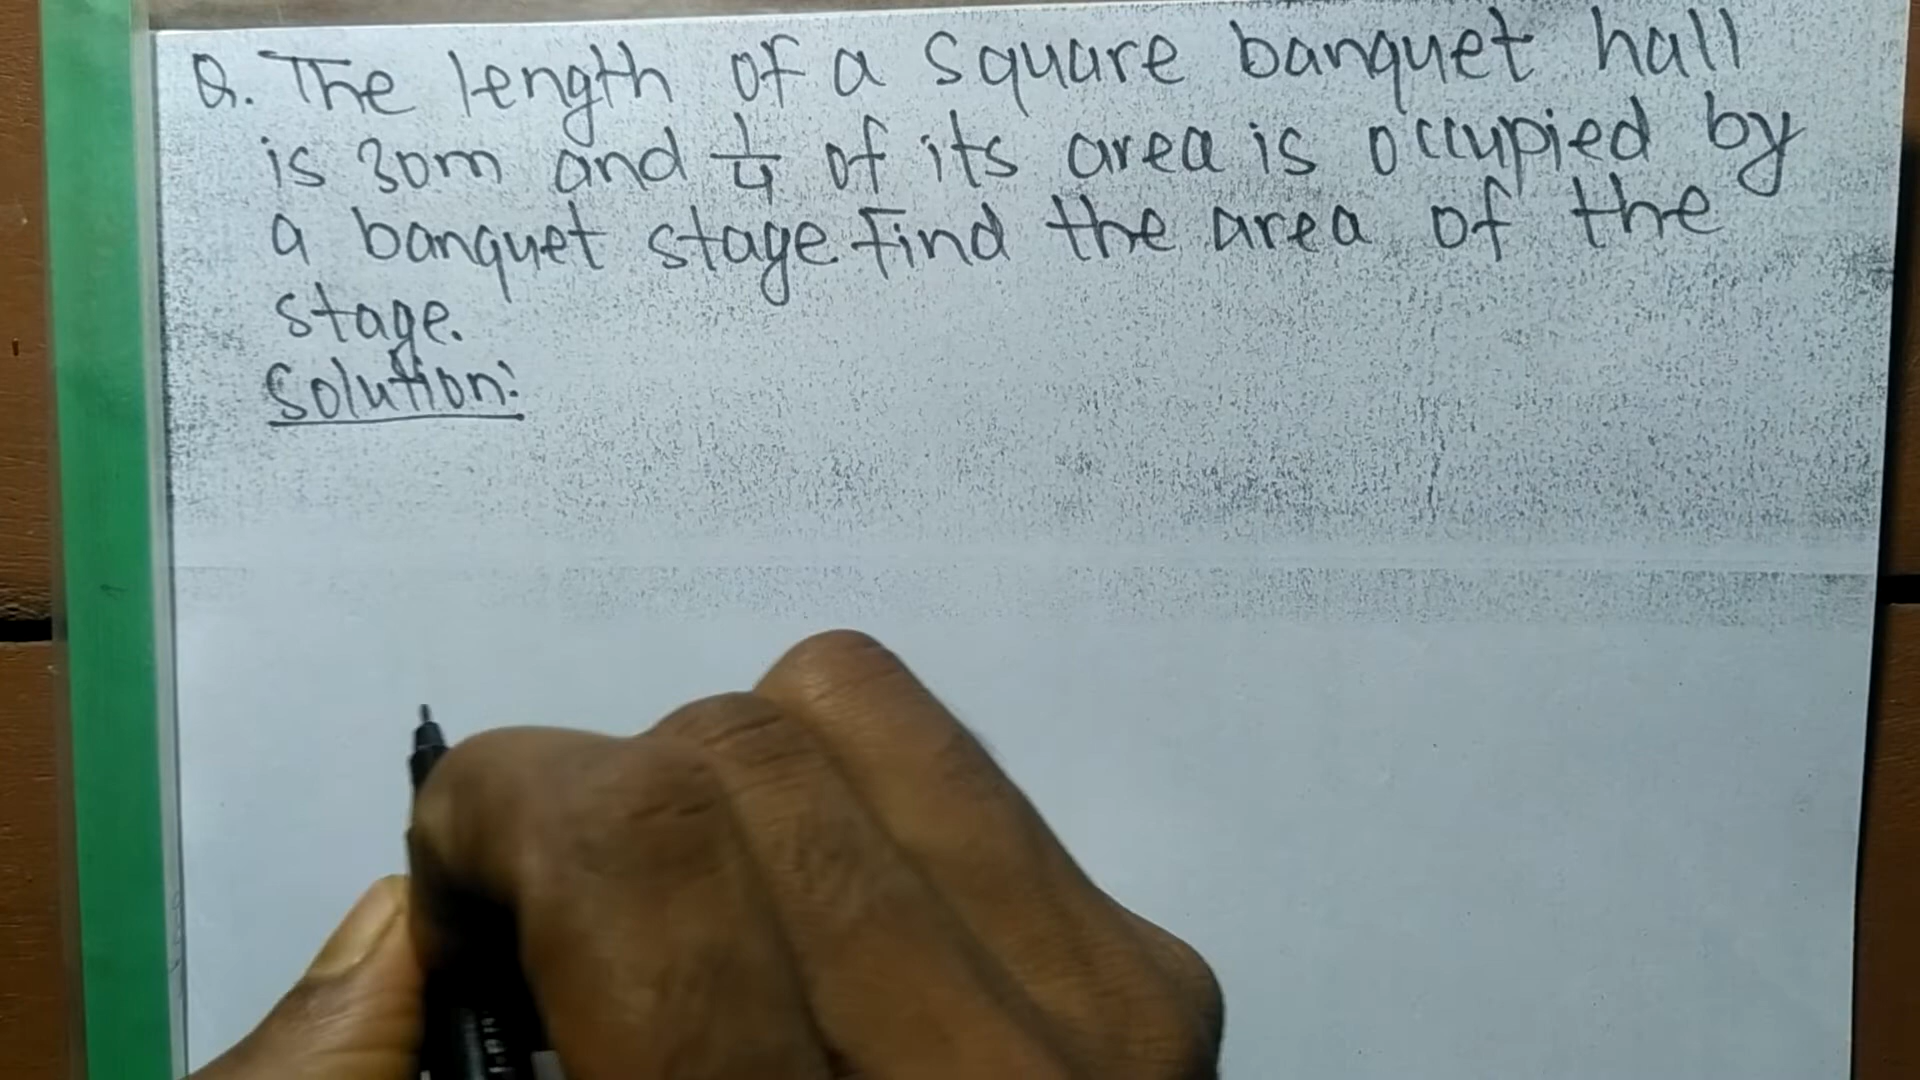 Q. The length of a square banquet hall
is 30m and 1/4 of its area is occupied by
a banquet stage Find the area of the
stage.
Solution: